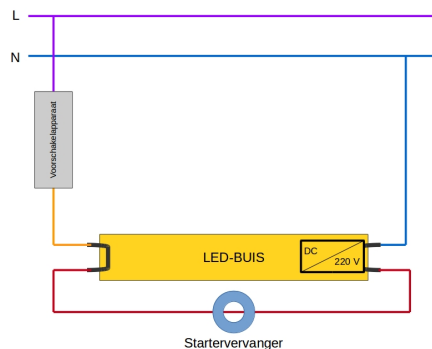 L
N
Voorschakelapparaat
LED-BUIS
DC
220 V
Startervervanger